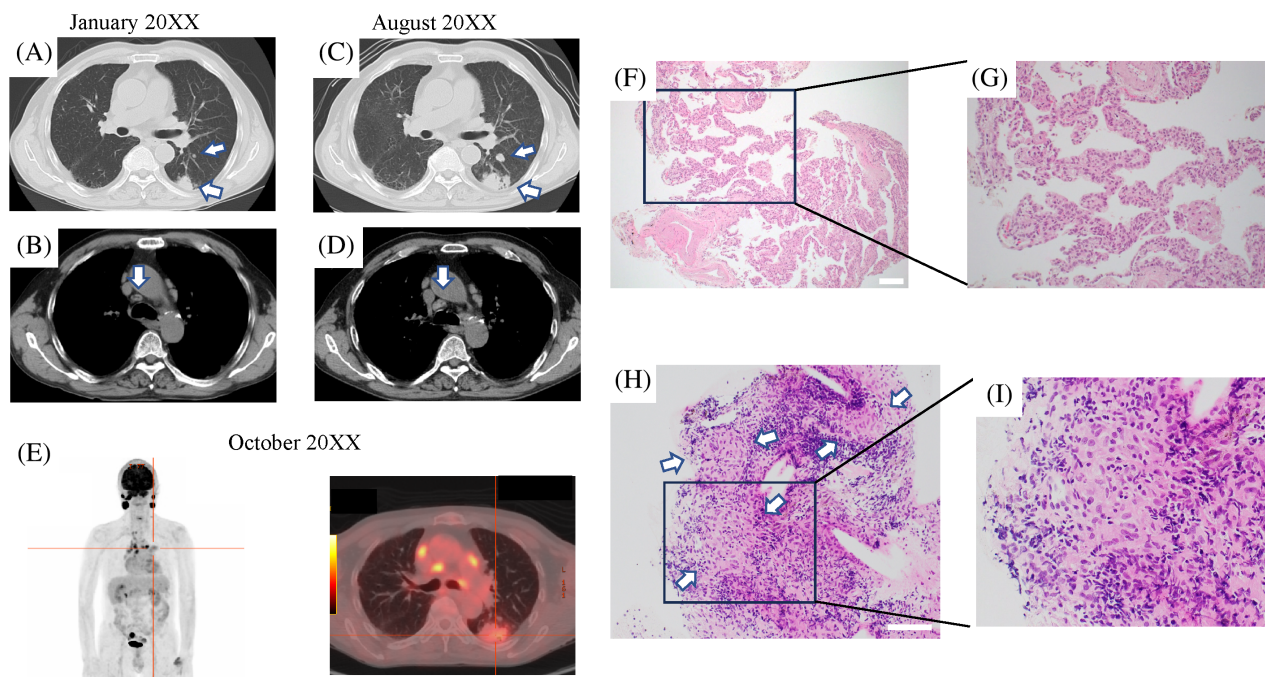 January 20XX
August 20XX
(A)
(C)
(F)
(G)
(B)
(D)
(H)
(I)
October 20XX
(E)